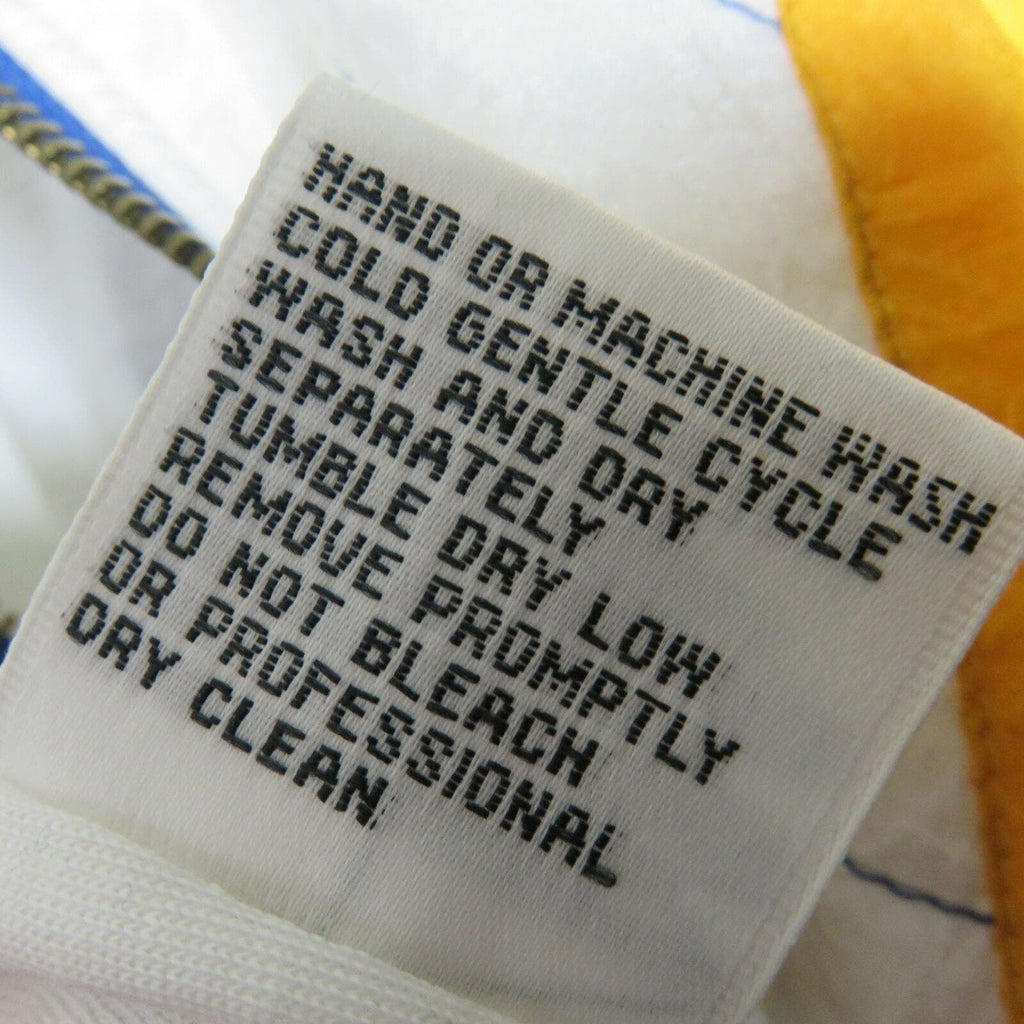 HAND OR MACHINE WASH
COLD GENTLE CYCLE
WASH AND DRY
SEPARATELY
TUMBLE DRY LOW
REMOVE PROMPTLY
DO NOT BLEACH
OR PROFESSIONAL
DRY CLEAN